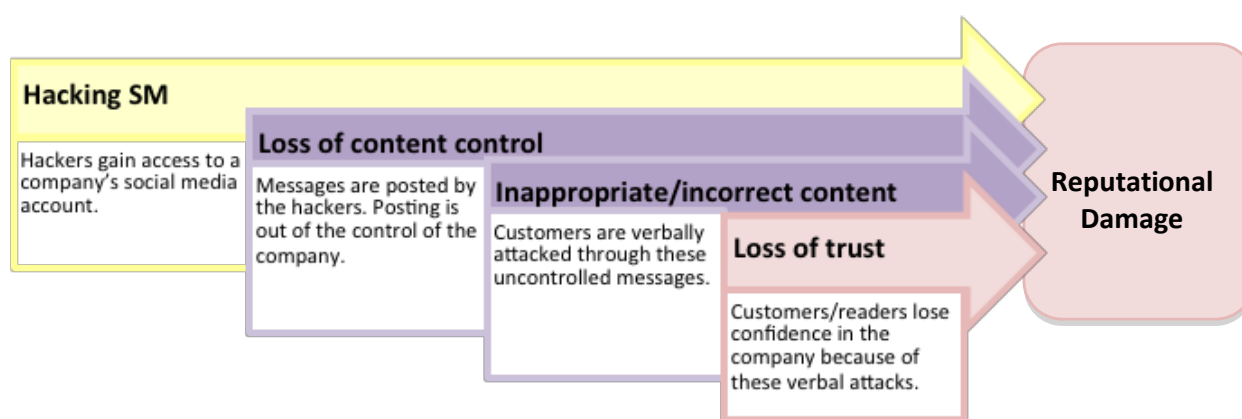 Hacking SM
Hackers gain access to a
company's social media
account.
Loss of content control
Messages are posted by
the hackers. Posting is
out of the control of the
company.
Inappropriate/incorrect content
Customers are verbally
attacked through these
uncontrolled messages.
Loss of trust
Customers/readers lose
confidence in the
company because of
these verbal attacks.
Reputational
Damage